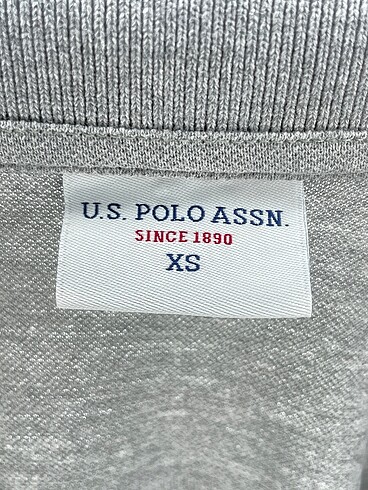 U.S. POLO ASSN.
SINCE 1890
XS